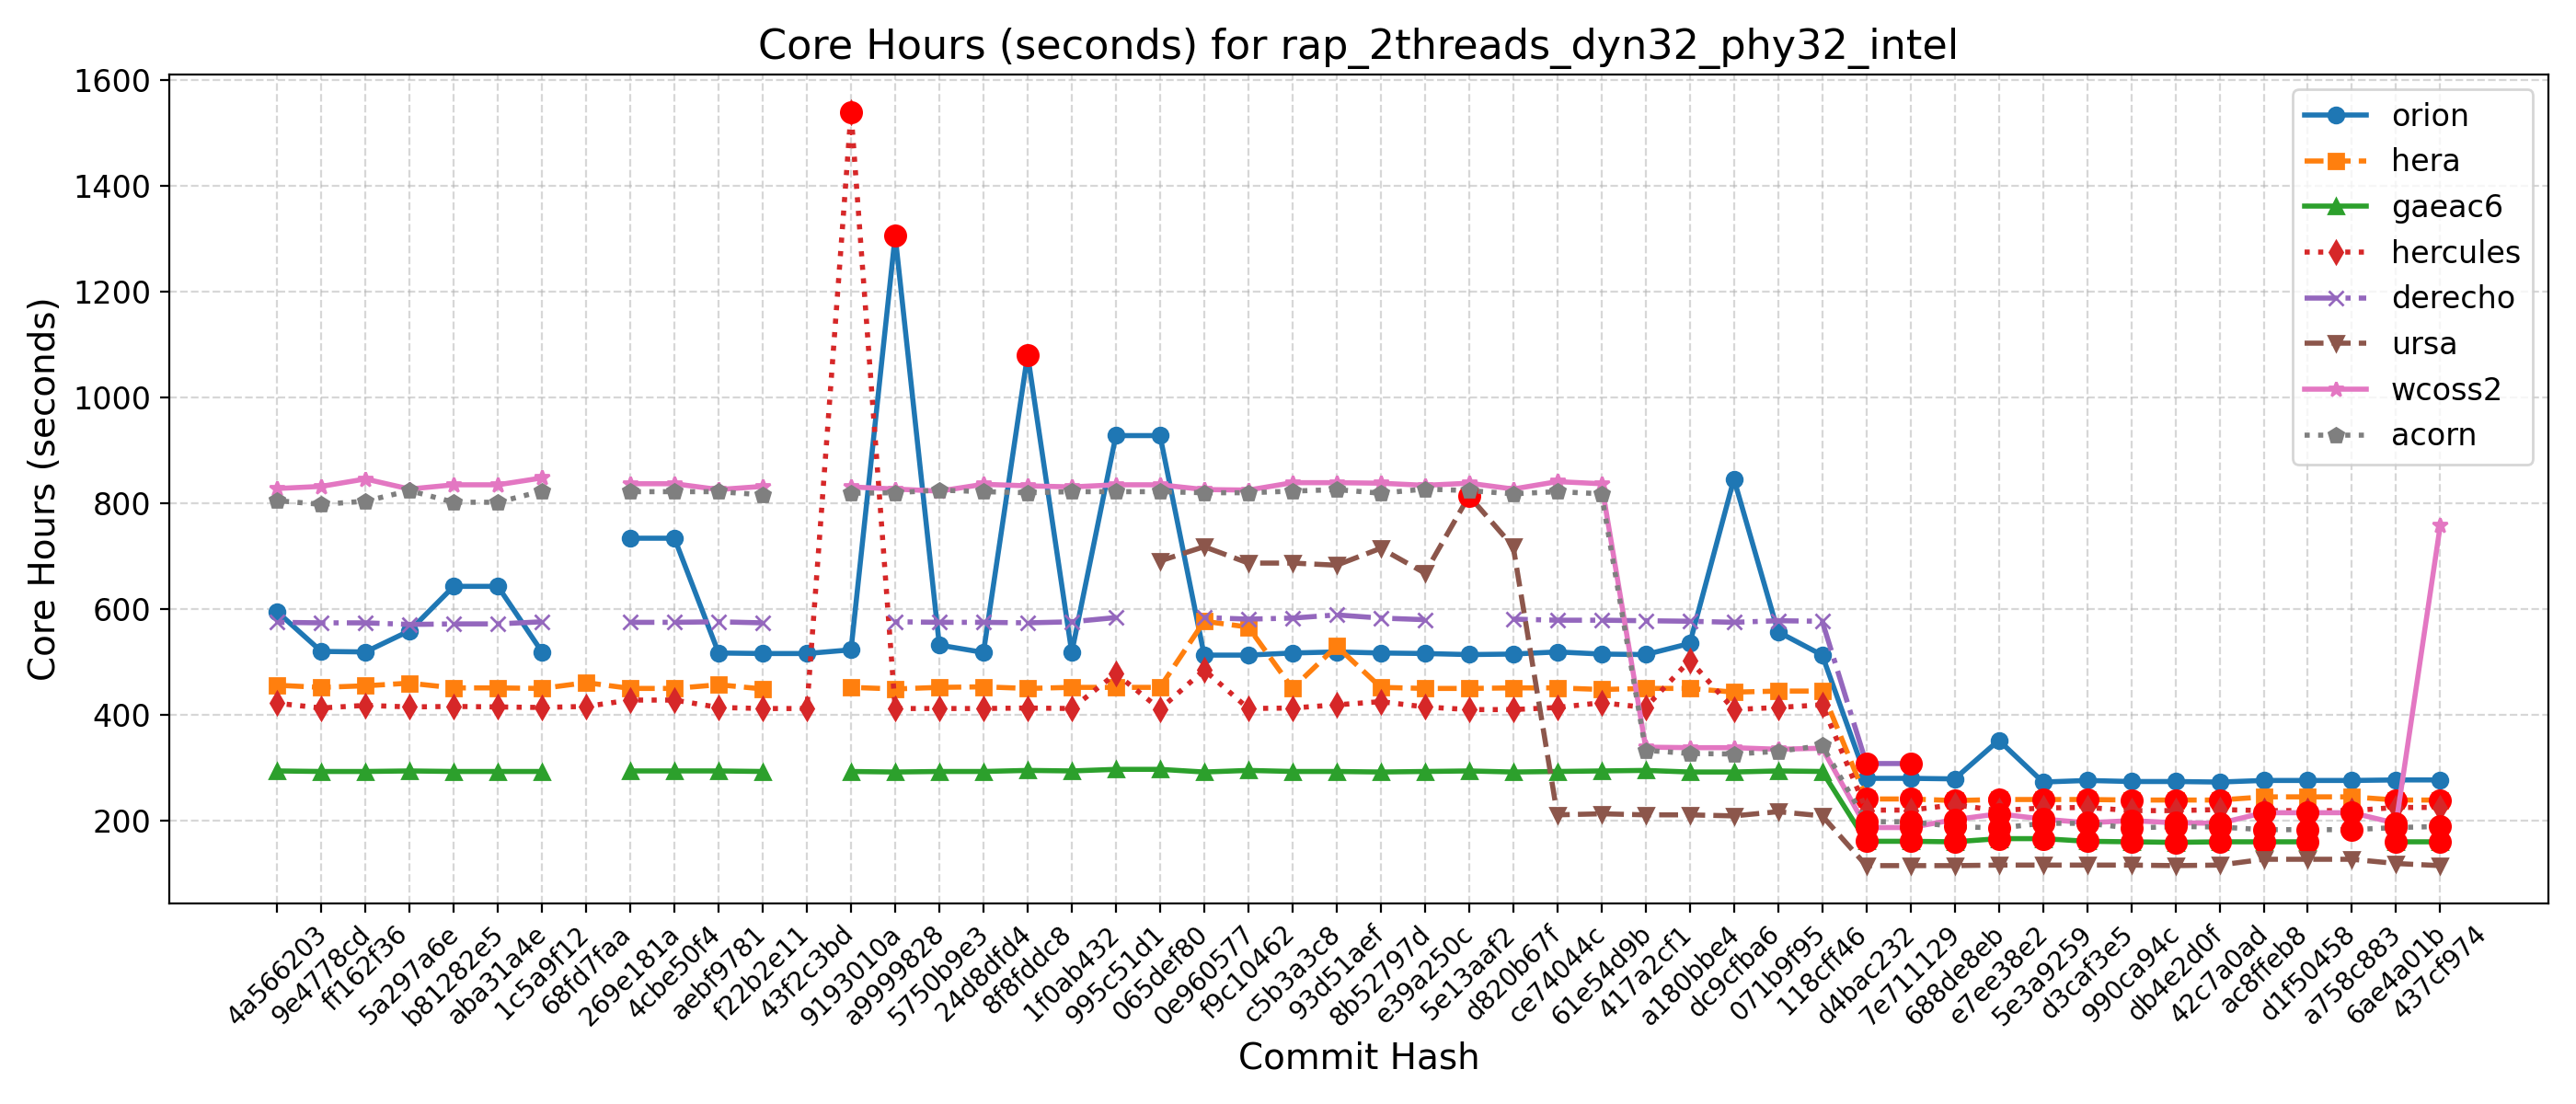 Core Hours (seconds) for rap_2threads_dyn32_phy32_intel
Core Hours (seconds)
1600
1400
1200
1000
800
600
400
200
orion
hera
gaeac6
hercules
derecho
ursa
wcoss2
acorn
4a566203
9e4778cd
ff162f36
5a297a6e
b81282e5
aba31a4e
1c5a9f12
68fd7faa
269e181a
4cbe50f4
aebf9781
f22b2e11
43f2c3bd
9193010a
a9999828
5750b9e3
24d8dfd4
8f8fddc8
1f0ab432
995c51d1
065def80
0e960577
f9c10462
c5b3a3c8
93d51aef
8b52797d
e39a250c
5e13aaf2
d820b67f
ce74044c
61e54d9b
417a2cf1
a180bbe4
dc9cfba6
071b9f95
118cff46
d4bac232
7e711129
688de8eb
e7ee38e2
5e3a9259
d3caf3e5
990ca94c
db4e2d0f
42c7a0ad
ac8ffeb8
d1f50458
a758c883
6ae4a01b
437cf974
Commit Hash